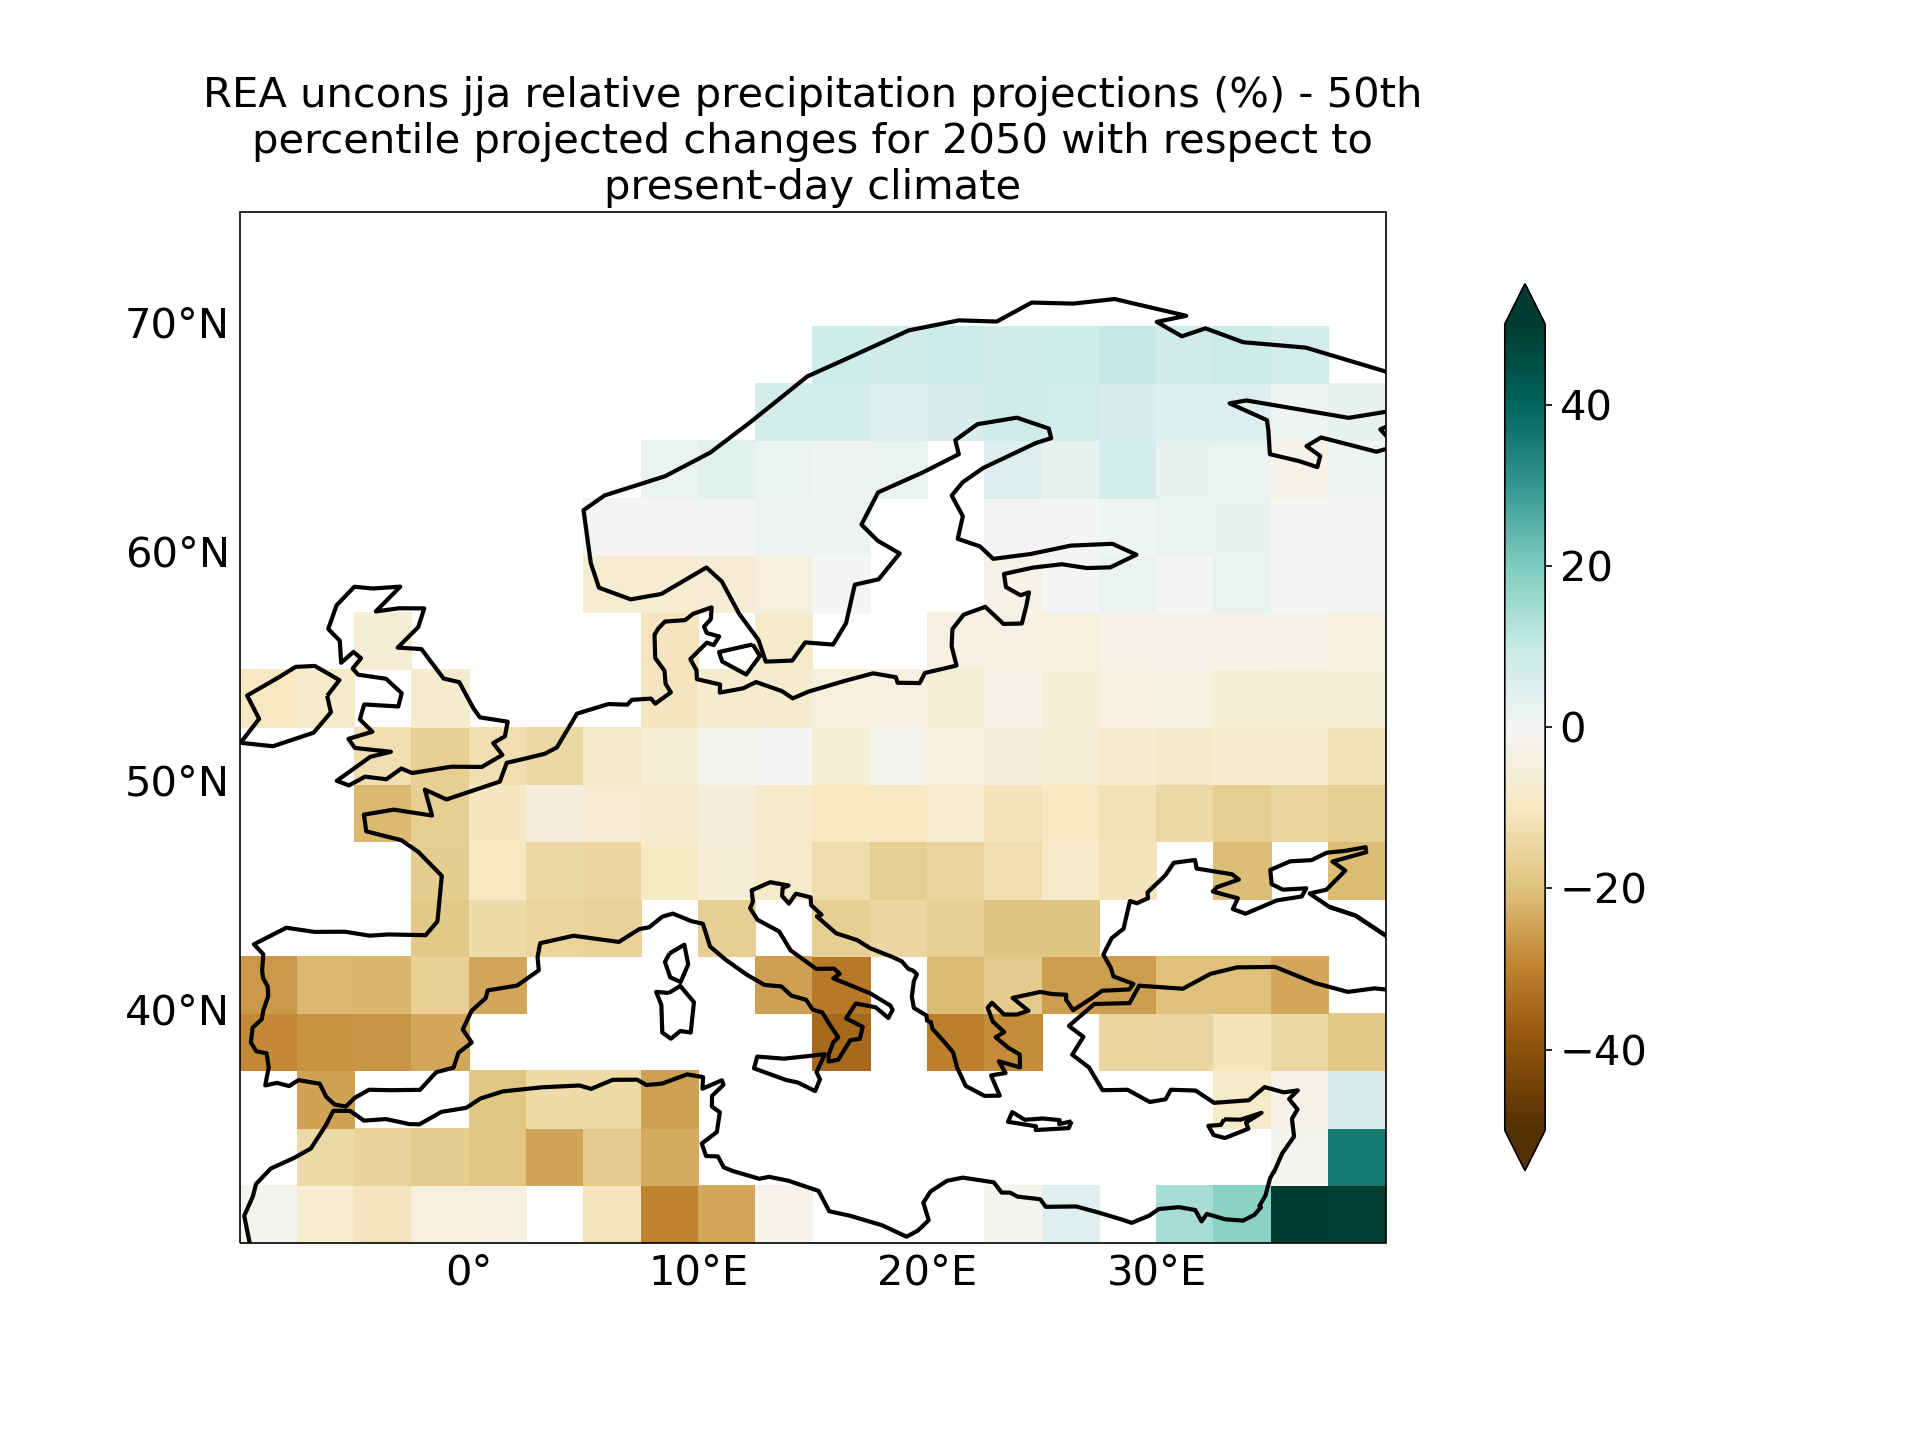 REA uncons jja relative precipitation projections (%) - 50th
percentile projected changes for 2050 with respect to
present-day climate
70°N
60°N
50°N
40°N
0°
10°E
20°E
30°E
40
20
0
−20
−40